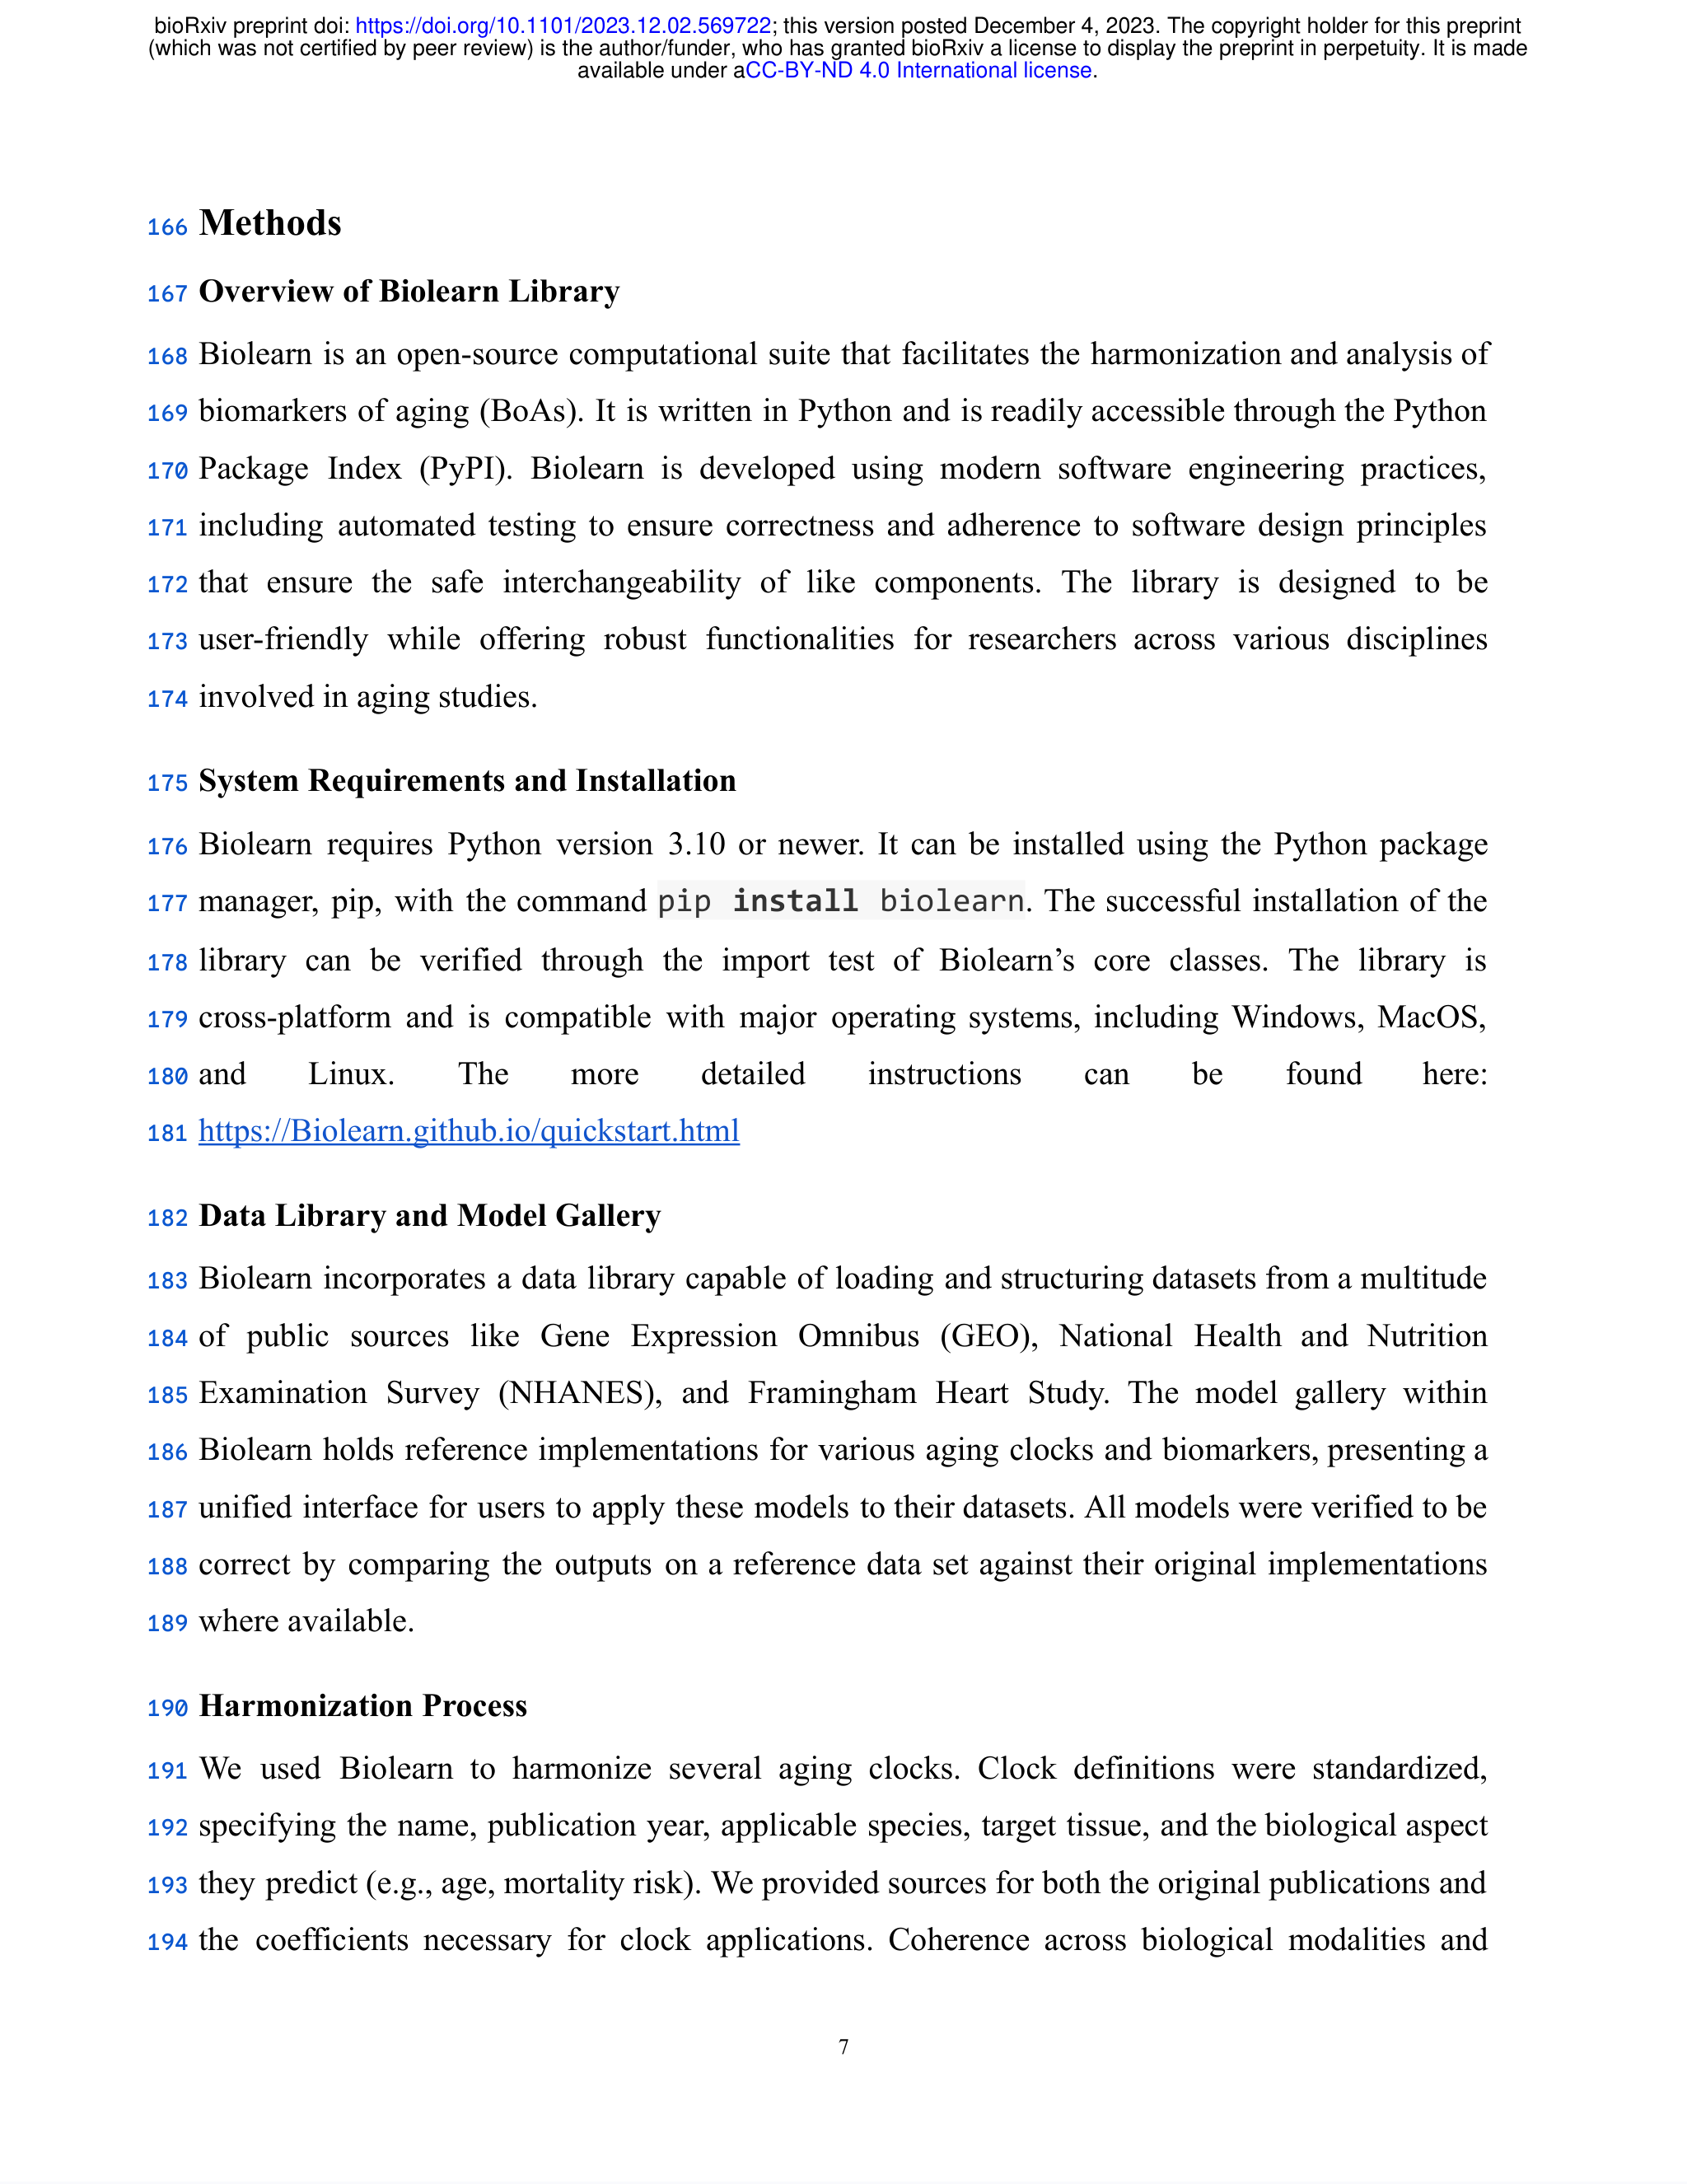 bioRxiv preprint doi: https://doi.org/10.1101/2023.12.02.569722; this version posted December 4, 2023. The copyright holder for this preprint
(which was not certified by peer review) is the author/funder, who has granted bioRxiv a license to display the preprint in perpetuity. It is made
available under aCC-BY-ND 4.0 International license.
166 Methods
167 Overview of Biolearn Library
168 Biolearn is an open-source computational suite that facilitates the harmonization and analysis of
169 biomarkers of aging (BoAs). It is written in Python and is readily accessible through the Python
170 Package Index (PyPI). Biolearn is developed using modern software engineering practices,
171 including automated testing to ensure correctness and adherence to software design principles
172 that ensure the safe interchangeability of like components. The library is designed to be
173 user-friendly while offering robust functionalities for researchers across various disciplines
174 involved in aging studies.
175 System Requirements and Installation
176 Biolearn requires Python version 3.10 or newer. It can be installed using the Python package
177 manager, pip, with the command pip install biolearn. The successful installation of the
178 library can be verified through the import test of Biolearn’s core classes. The library is
179 cross-platform and is compatible with major operating systems, including Windows, MacOS,
180 and Linux. The more detailed instructions can be found here:
181 https://Biolearn.github.io/quickstart.html
182 Data Library and Model Gallery
183 Biolearn incorporates a data library capable of loading and structuring datasets from a multitude
184 of public sources like Gene Expression Omnibus (GEO), National Health and Nutrition
185 Examination Survey (NHANES), and Framingham Heart Study. The model gallery within
186 Biolearn holds reference implementations for various aging clocks and biomarkers, presenting a
187 unified interface for users to apply these models to their datasets. All models were verified to be
188 correct by comparing the outputs on a reference data set against their original implementations
189 where available.
190 Harmonization Process
191 We used Biolearn to harmonize several aging clocks. Clock definitions were standardized,
192 specifying the name, publication year, applicable species, target tissue, and the biological aspect
193 they predict (e.g., age, mortality risk). We provided sources for both the original publications and
194 the coefficients necessary for clock applications. Coherence across biological modalities and
7